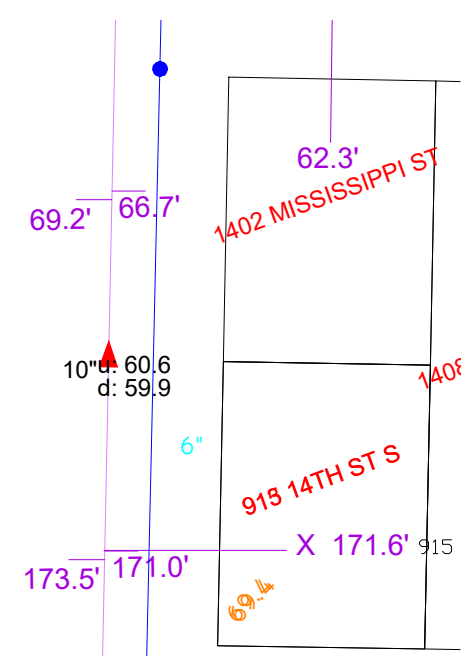 62.3'
1402 MISSISSIPPI ST
66.7'
69.2'
10"
u: 60.6
d: 59.9
1408
6"
915 14TH ST S
X 171.6'
915
171.0'
173.5'
69.4